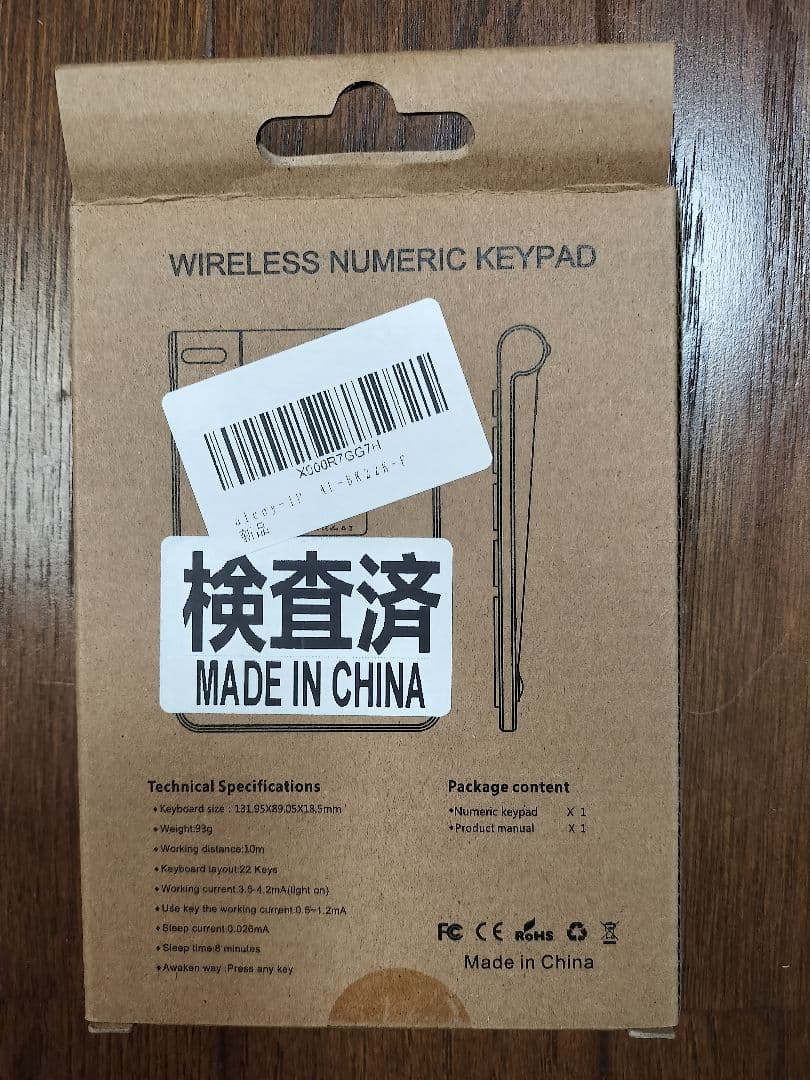 WIRELESS NUMERIC KEYPAD
X000R7GG7H
新品
検査済
MADE IN CHINA
Technical Specifications
Keyboard size : 131.95X89.05X18.5mm
Weight:93g
Working distance:10m
Keyboard layout:22 Keys
Working current:3.5-4.2mA(light on)
Use key the working current:0.5~1.2mA
Sleep current:0.026mA
Sleep time:8 minutes
Awaken way :Press any key
Package content
Numeric keypad X 1
Product manual X 1
FC CE RoHS
Made in China